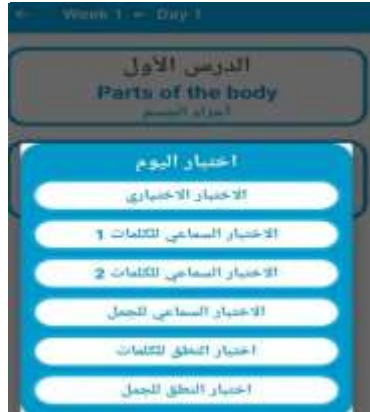 ← Week 1 - Day 1
الدرس الأول
Parts of the body
أجزاء الجسم
اختبار اليوم
الاختبار الاختياري
الاختبار السماعي للكلمات 1
الاختبار السماعي للكلمات 2
الاختبار السماعي للجمل
اختبار النطق للكلمات
اختبار النطق للجمل